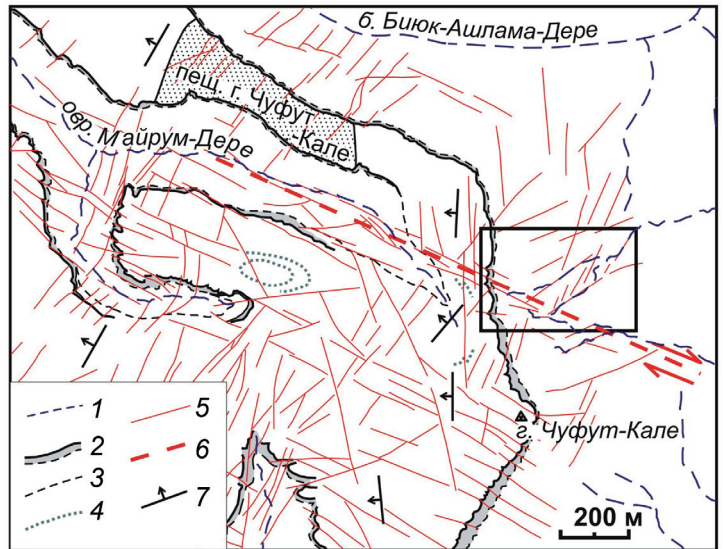 б. Биюк-Ашлама-Дере
пещ. г. Чуфут
-Кале
овр. Майрум-Дере
г. Чуфут-Кале
1
2
3
4
5
6
7
200 м